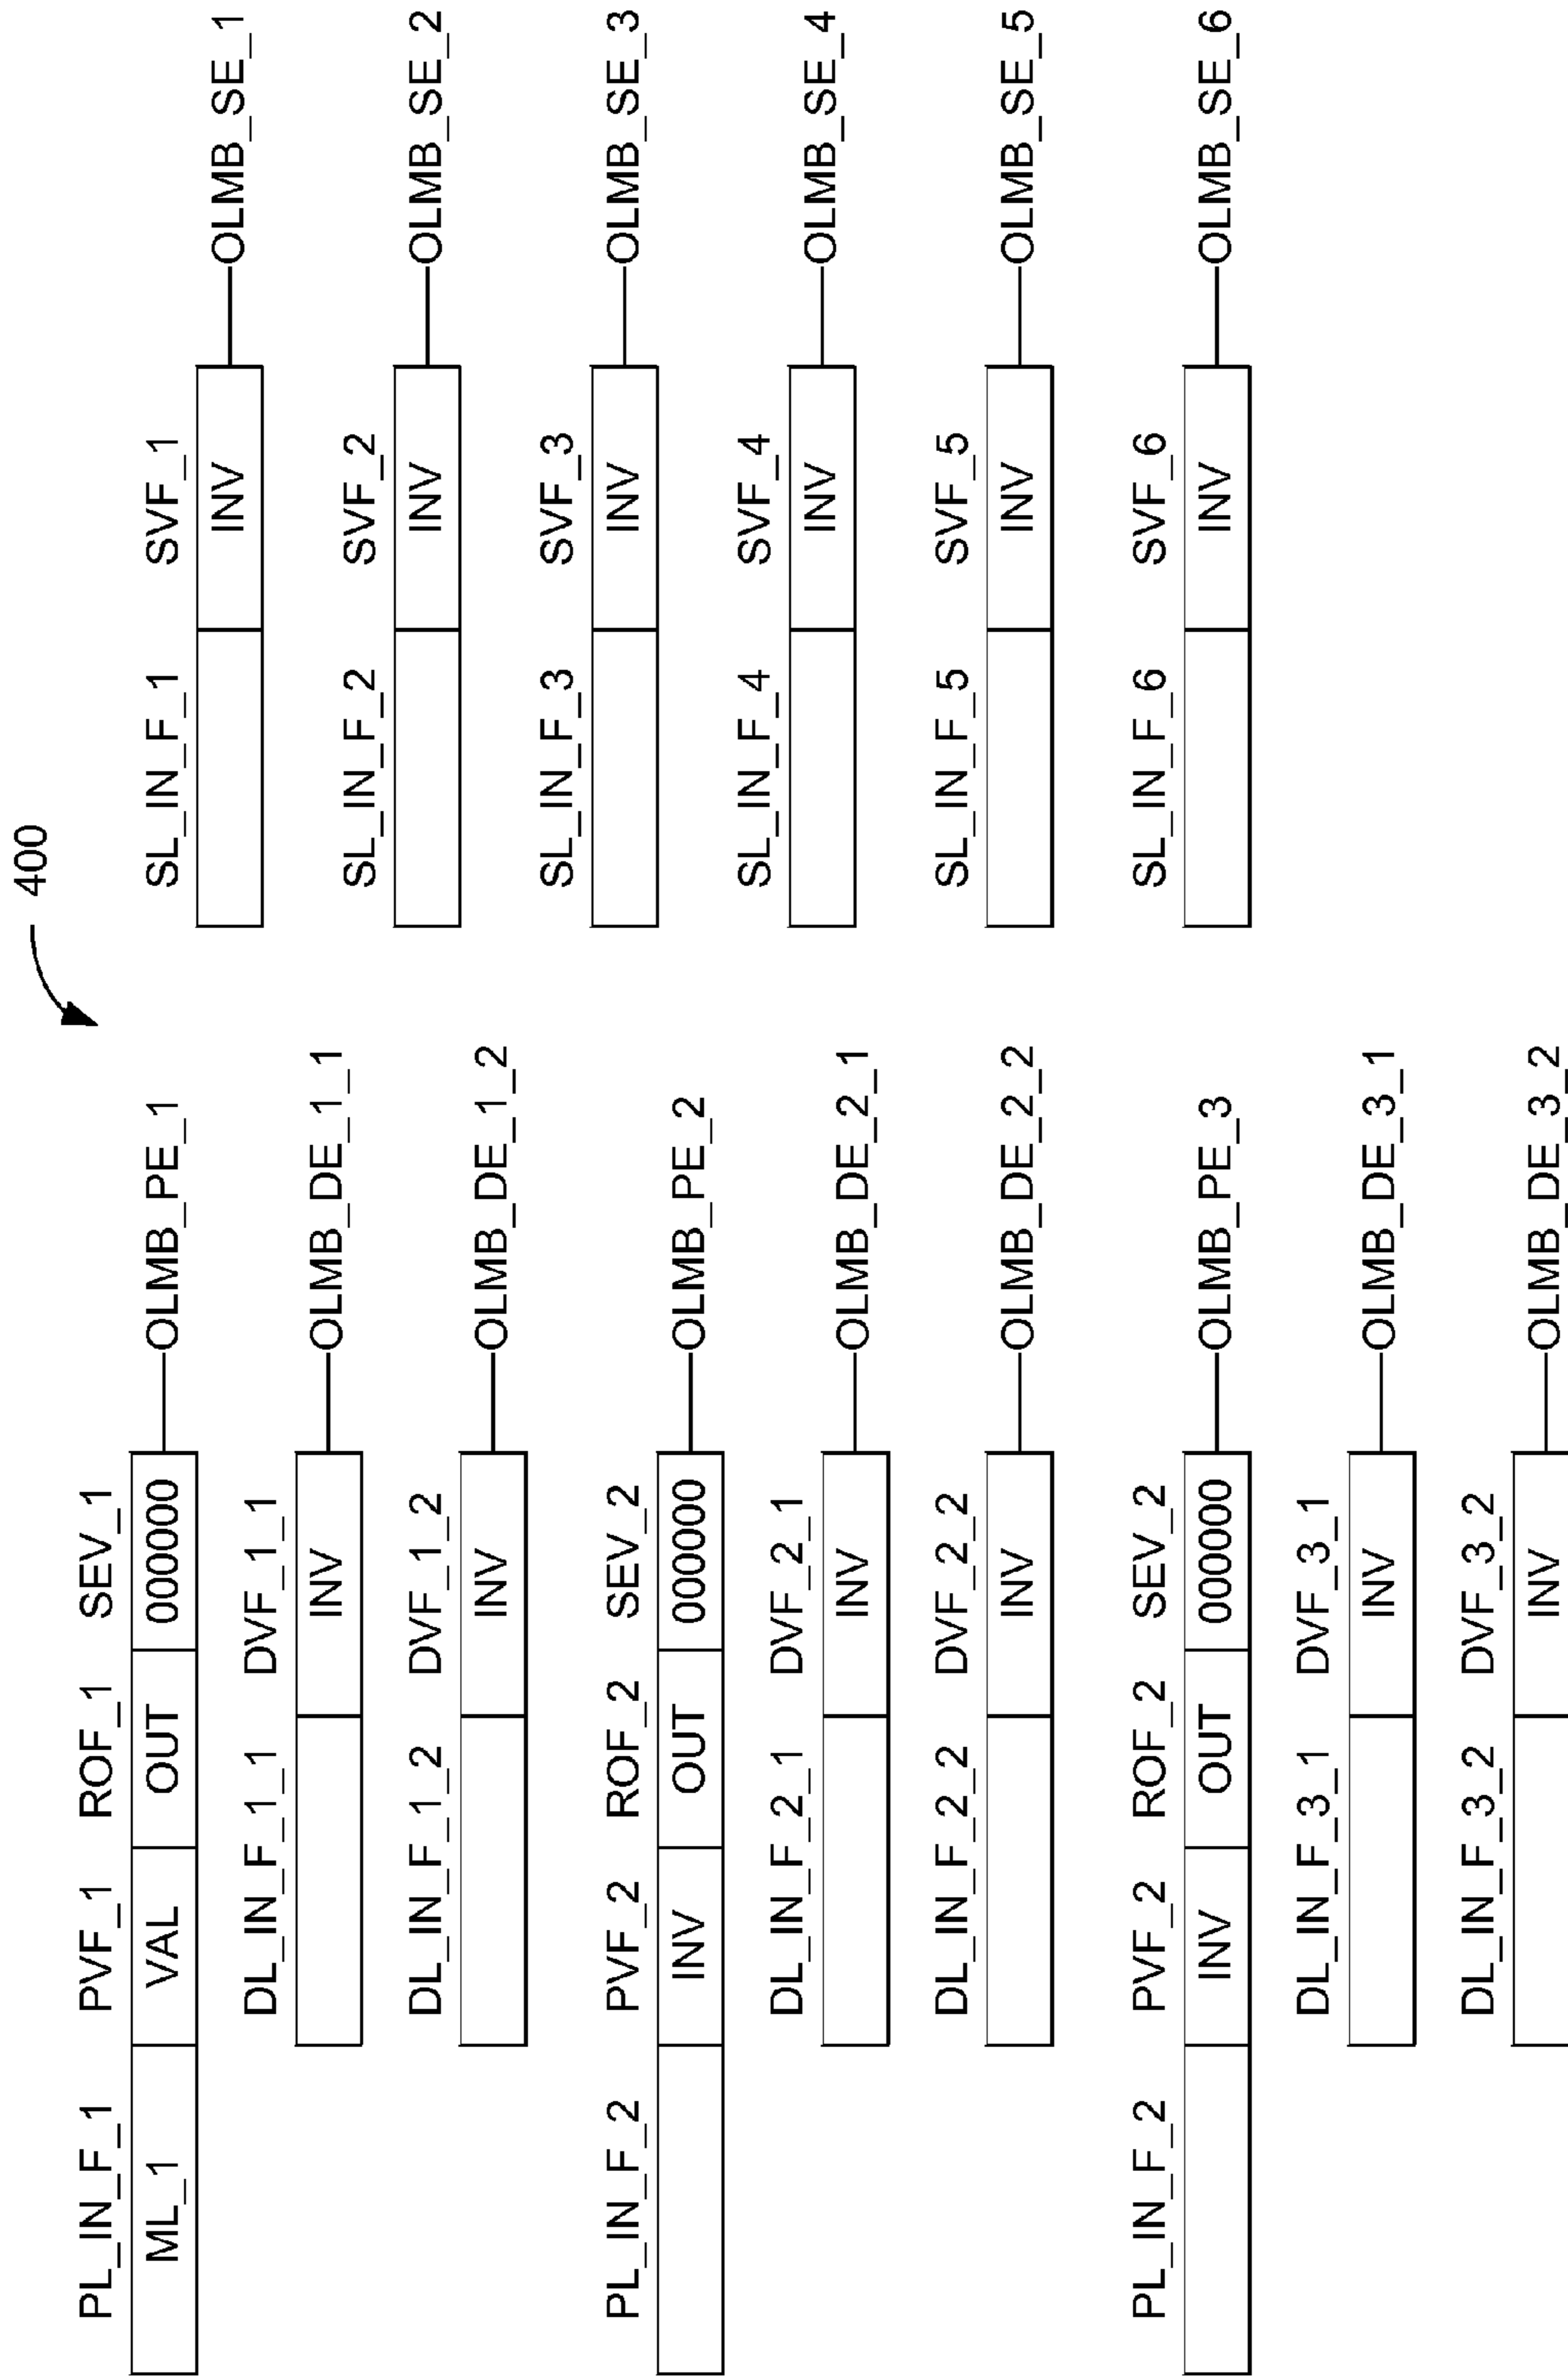 400
PL_IN_F_1 PVF_1 ROF_1 SEV_1
ML_1 VAL OUT 000000 OLMB_PE_1
DL_IN_F_1_1 DVF_1_1
INV OLMB_DE_1_1
DL_IN_F_1_2 DVF_1_2
INV OLMB_DE_1_2
PL_IN_F_2 PVF_2 ROF_2 SEV_2
INV OUT 000000 OLMB_PE_2
DL_IN_F_2_1 DVF_2_1
INV OLMB_DE_2_1
DL_IN_F_2_2 DVF_2_2
INV OLMB_DE_2_2
PL_IN_F_2 PVF_2 ROF_2 SEV_2
INV OUT 000000 OLMB_PE_3
DL_IN_F_3_1 DVF_3_1
INV OLMB_DE_3_1
DL_IN_F_3_2 DVF_3_2
INV OLMB_DE_3_2
SL_IN_F_1 SVF_1
INV OLMB_SE_1
SL_IN_F_2 SVF_2
INV OLMB_SE_2
SL_IN_F_3 SVF_3
INV OLMB_SE_3
SL_IN_F_4 SVF_4
INV OLMB_SE_4
SL_IN_F_5 SVF_5
INV OLMB_SE_5
SL_IN_F_6 SVF_6
INV OLMB_SE_6